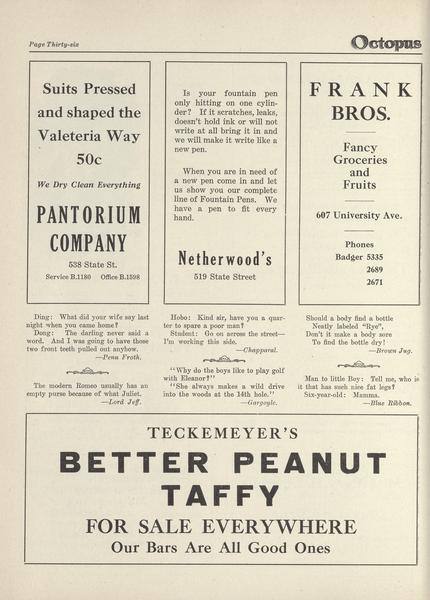 Page Thirty-six
Octopus
Suits Pressed
and shaped the
Valeteria Way
50c
We Dry Clean Everything
PANTORIUM
COMPANY
538 State St.
Service B.1180 Office B.1598
Is your fountain pen
only hitting on one cylin-
der? If it scratches, leaks,
doesn't hold ink or will not
write at all bring it in and
we will make it write like a
new pen.
When you are in need of
a new pen come in and let
us show you our complete
line of Fountain Pens. We
have a pen to fit every
hand.
Netherwood's
519 State Street
FRANK
BROS.
Fancy
Groceries
and
Fruits
607 University Ave.
Phones
Badger 5335
2689
2671
Ding: What did your wife say last
night when you came home?
Dong: The darling never said a
word. And I was going to have those
two front teeth pulled out anyhow.
—Penn Froth.
The modern Romeo usually has an
empty purse because of what Juliet.
—Lord Jeff.
Hobo: Kind sir, have you a quar-
ter to spare a poor man?
Student: Go on across the street—
I'm working this side.
—Chapparal.
"Why do the boys like to play golf
with Eleanor?"
"She always makes a wild drive
into the woods at the 14th hole."
—Gargoyle.
Should a body find a bottle
Neatly labeled "Rye",
Don't it make a body sore
To find the bottle dry!
—Brown Jug.
Man to little Boy: Tell me, who is
it that has such nice fat legs?
Six-year-old: Mamma.
—Blue Ribbon.
TECKEMEYER'S
BETTER PEANUT
TAFFY
FOR SALE EVERYWHERE
Our Bars Are All Good Ones